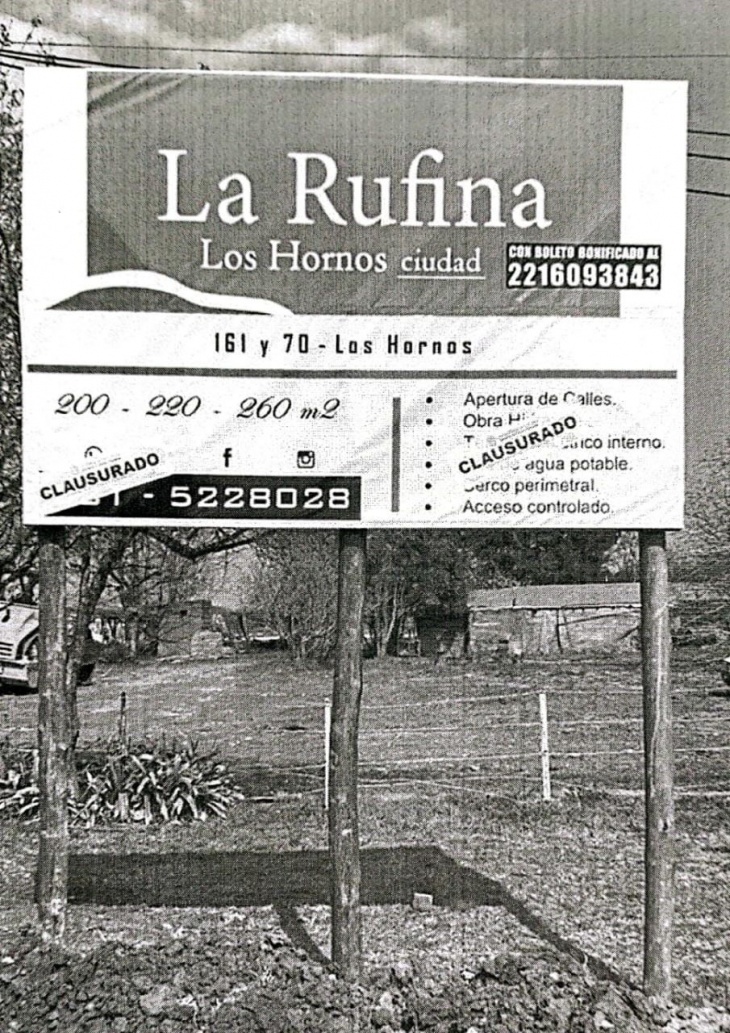 La Rufina
Los Hornos ciudad
CON BOLETO BONIFICADO AL
2216093843
161 y 70 - Los Hornos
200 - 220 - 260 m2
CLAUSURADO
- 5228028
• Apertura de Calles.
• Obra
• interno.
CLAUSURADO
• agua potable.
• Cerco perimetral.
• Acceso controlado.